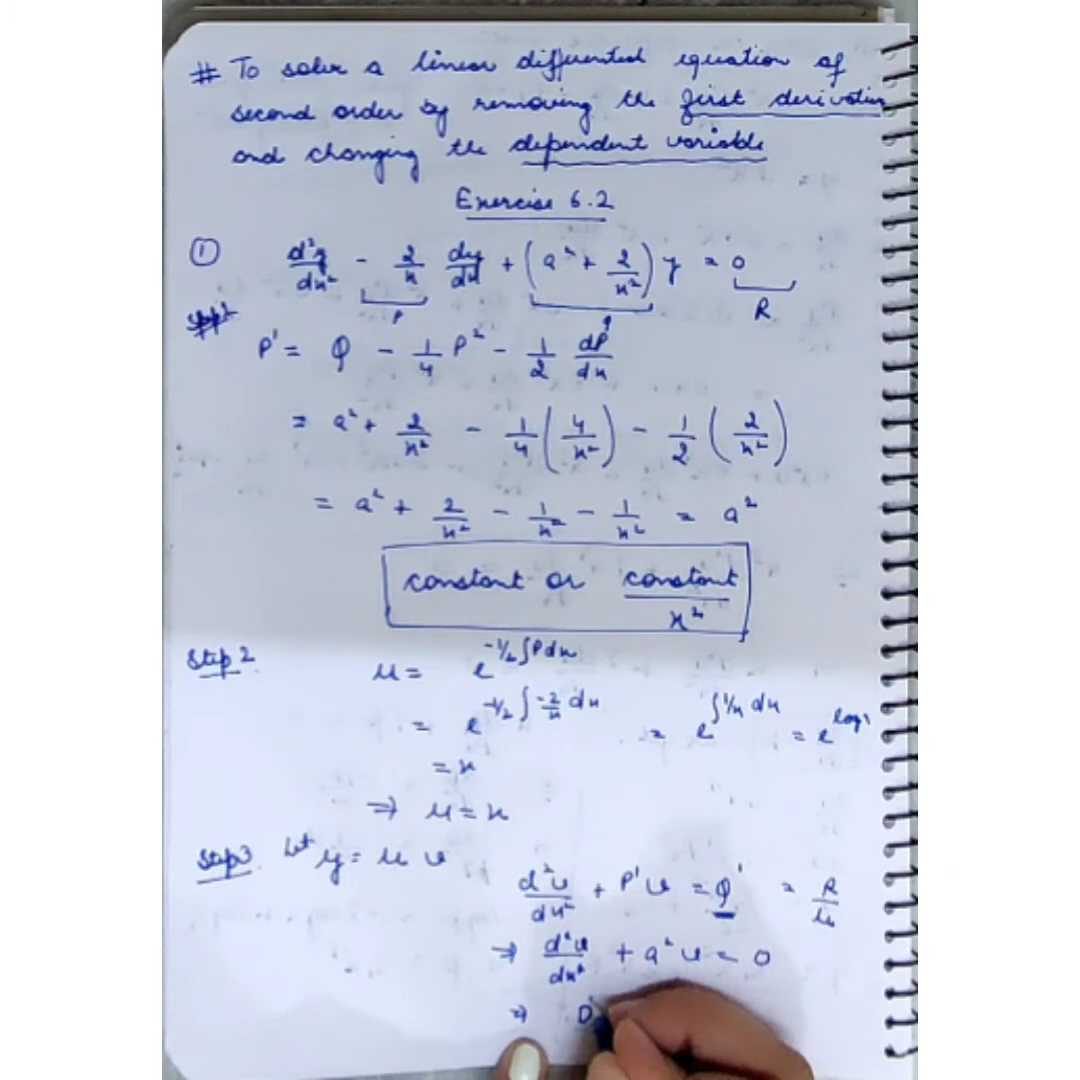 # To solve a linear differential equation of
second order by removing the first derivative
and changing the dependent variable
Exercise 6.2
① d²y/dx² - 2/x dy/dx + (a² + 2/x²) y = 0
P Q R
P' = Q - 1/4 P² - 1/2 dP/dx
= a² + 2/x² - 1/4 (4/x²) - 1/2 (2/x²)
= a² + 2/x² - 1/x² - 1/x² = a²
constant or constant/x²
Step 2. u = e^(-1/2 ∫P dx)
= e^(-1/2 ∫ -2/x dx) = e^(∫1/x dx) = e^log
= x
⇒ u = x
Step 3. Let y = u v
d²v/dx² + P'v = Q' = R/u
⇒ d²v/dx² + a² v = 0
⇒ D